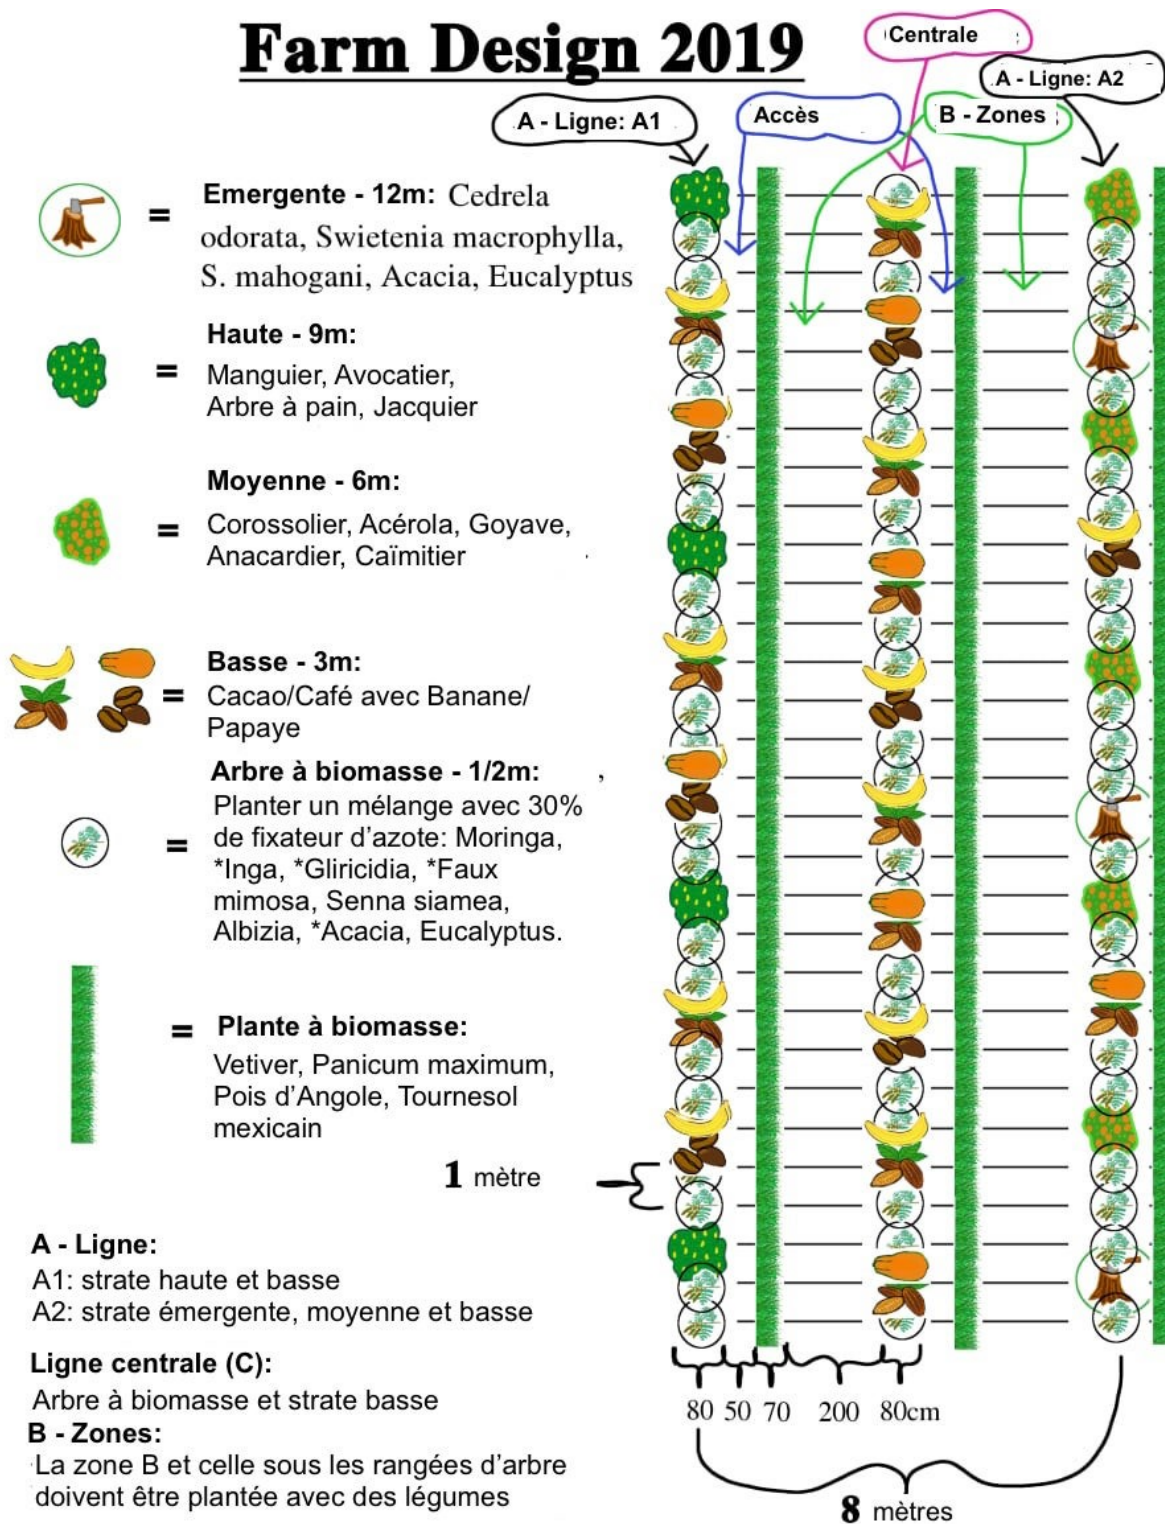 Farm Design 2019
Centrale
A - Ligne: A2
A - Ligne: A1
Accès
B - Zones
= Emergente - 12m: Cedrela
odorata, Swietenia macrophylla,
S. mahogani, Acacia, Eucalyptus
Haute - 9m:
= Manguier, Avocatier,
Arbre à pain, Jacquier
Moyenne - 6m:
= Corossolier, Acérola, Goyave,
Anacardier, Caïmitier
Basse - 3m:
= Cacao/Café avec Banane/
Papaye
Arbre à biomasse - 1/2m:
Planter un mélange avec 30%
= de fixateur d'azote: Moringa,
*Inga, *Gliricidia, *Faux
mimosa, Senna siamea,
Albizia, *Acacia, Eucalyptus.
= Plante à biomasse:
Vetiver, Panicum maximum,
Pois d'Angole, Tournesol
mexicain
1 mètre
A - Ligne:
A1: strate haute et basse
A2: strate émergente, moyenne et basse
Ligne centrale (C):
Arbre à biomasse et strate basse
B - Zones:
La zone B et celle sous les rangées d'arbre
doivent être plantée avec des légumes
80 50 70 200 80cm
8 mètres